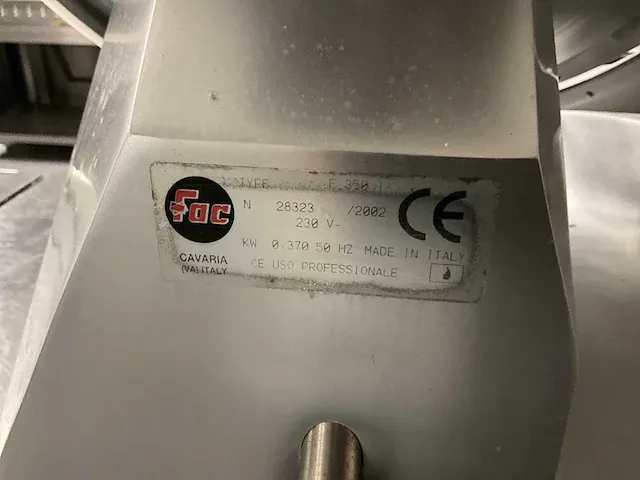 TYPE F 350 I
fac
N 28323 /2002
230 V~
CE
KW 0.370 50 HZ MADE IN ITALY
CAVARIA
(VA) ITALY
CE USO PROFESSIONALE